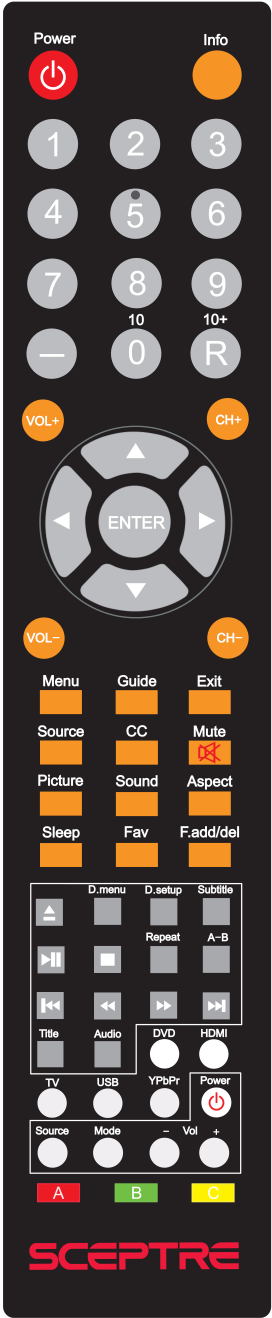 Power Info
1 2 3
4 5 6
7 8 9
10 10+
— 0 R
VOL+ CH+
ENTER
VOL− CH−
Menu Guide Exit
Source CC Mute
Picture Sound Aspect
Sleep Fav F.add/del
D.menu D.setup Subtitle
Repeat A-B
Title Audio DVD HDMI
TV USB YPbPr Power
Source Mode − Vol +
A B C
SCEPTRE